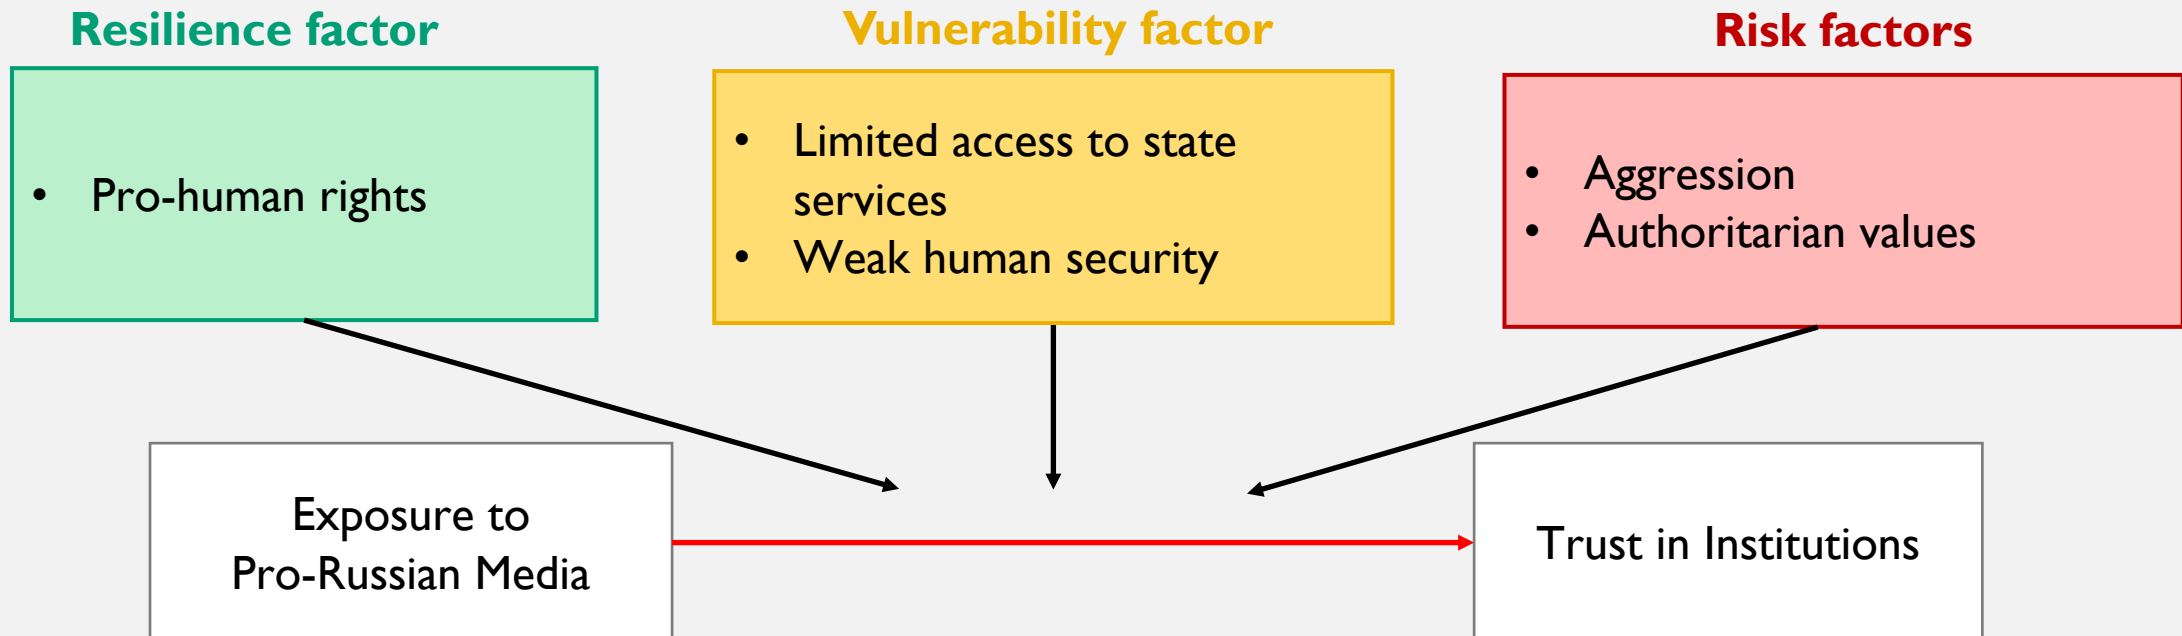 Resilience factor
Vulnerability factor
Risk factors
• Pro-human rights
• Limited access to state
services
• Weak human security
• Aggression
• Authoritarian values
Exposure to
Pro-Russian Media
Trust in Institutions